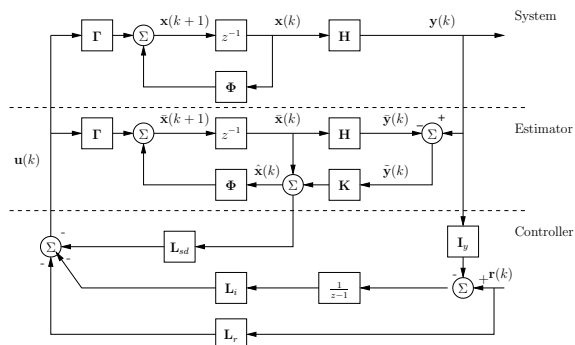 System
x(k+1)
x(k)
y(k)
Γ
Σ
z⁻¹
H
Φ
Estimator
x̄(k+1)
x̄(k)
ȳ(k)
-
+
Γ
Σ
z⁻¹
H
Σ
u(k)
x̂(k)
ỹ(k)
Φ
Σ
K
Controller
-
Σ
-
-
-
L_sd
I_y
L_i
1/(z−1)
-
Σ
+
r(k)
L_r